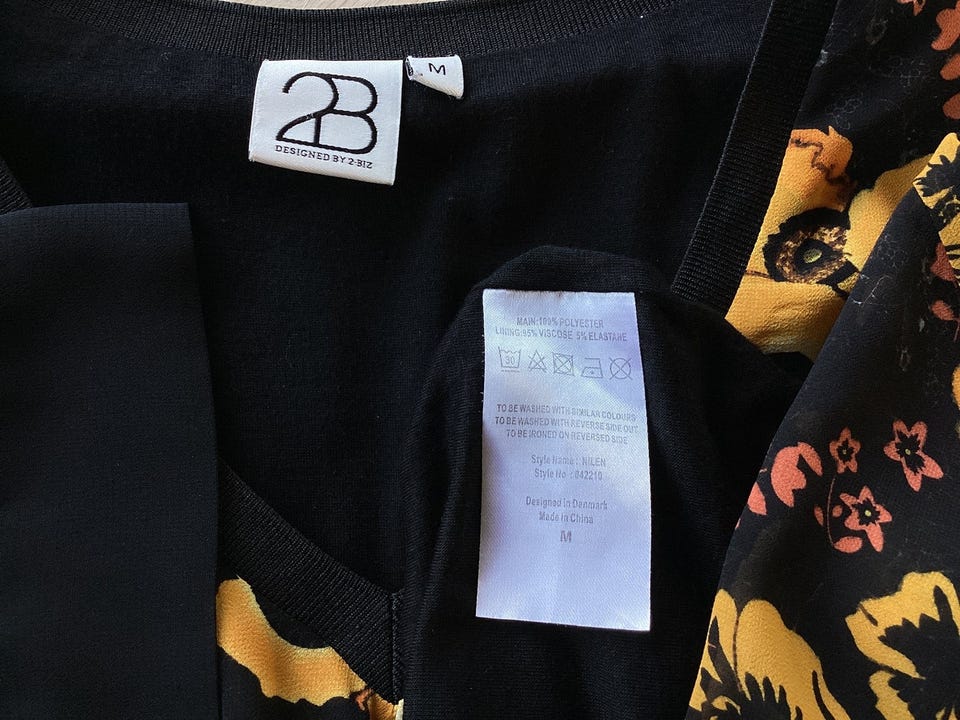 2B
DESIGNED BY 2-BIZ
M
MAIN:100% POLYESTER
LINING:95% VISCOSE 5% ELASTANE
30
TO BE WASHED WITH SIMILAR COLOURS
TO BE WASHED WITH REVERSE SIDE OUT
TO BE IRONED ON REVERSED SIDE
Style Name : NILEN
Style No : 042210
Designed in Denmark
Made in China
M